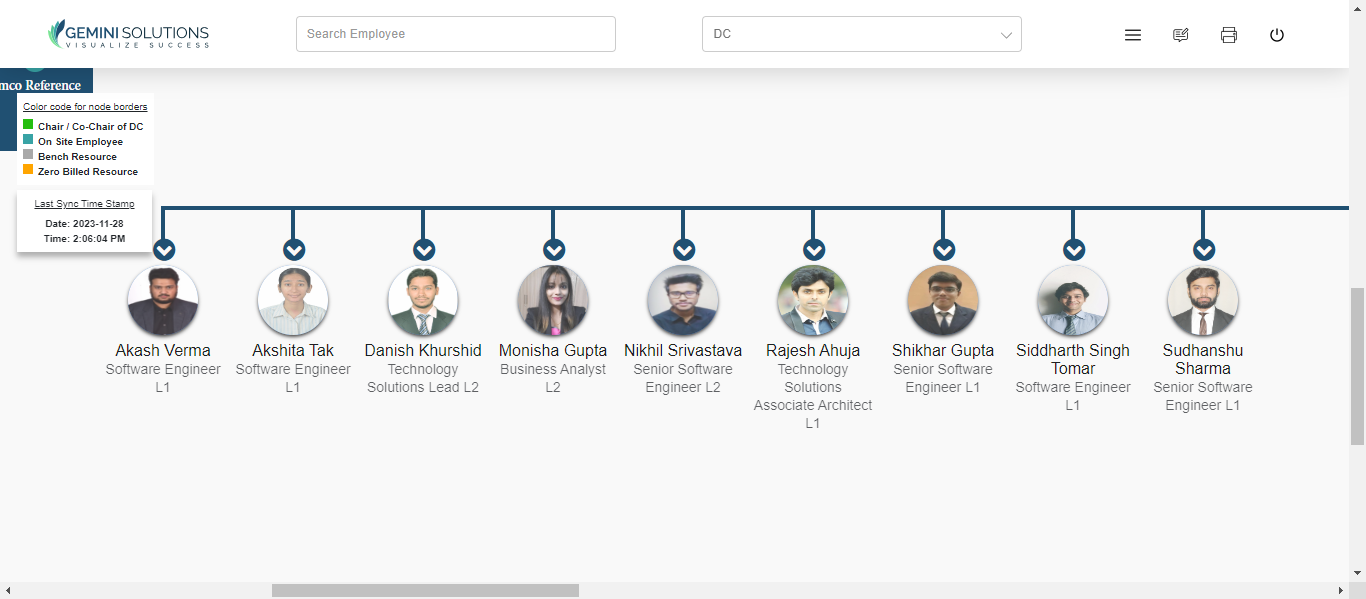 GEMINI SOLUTIONS
VISUALIZE SUCCESS
Search Employee
DC
mco Reference
Color code for node borders
Chair / Co-Chair of DC
On Site Employee
Bench Resource
Zero Billed Resource
Last Sync Time Stamp
Date: 2023-11-28
Time: 2:06:04 PM
Akash Verma
Software Engineer
L1
Akshita Tak
Software Engineer
L1
Danish Khurshid
Technology
Solutions Lead L2
Monisha Gupta
Business Analyst
L2
Nikhil Srivastava
Senior Software
Engineer L2
Rajesh Ahuja
Technology
Solutions
Associate Architect
L1
Shikhar Gupta
Senior Software
Engineer L1
Siddharth Singh
Tomar
Software Engineer
L1
Sudhanshu
Sharma
Senior Software
Engineer L1